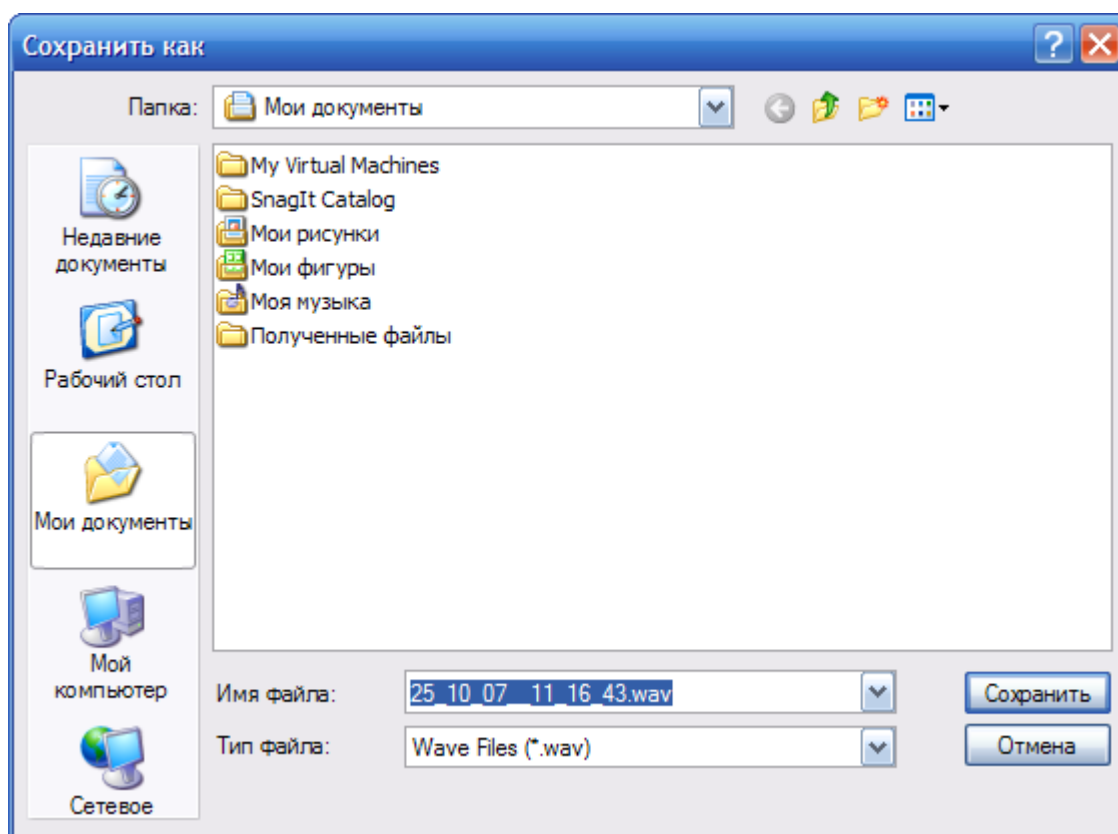 Сохранить как
Папка:
Мои документы
Недавние
документы
Рабочий стол
Мои документы
Мой
компьютер
Сетевое
My Virtual Machines
SnagIt Catalog
Мои рисунки
Мои фигуры
Моя музыка
Полученные файлы
Имя файла:
25_10_07__11_16_43.wav
Сохранить
Тип файла:
Wave Files (*.wav)
Отмена